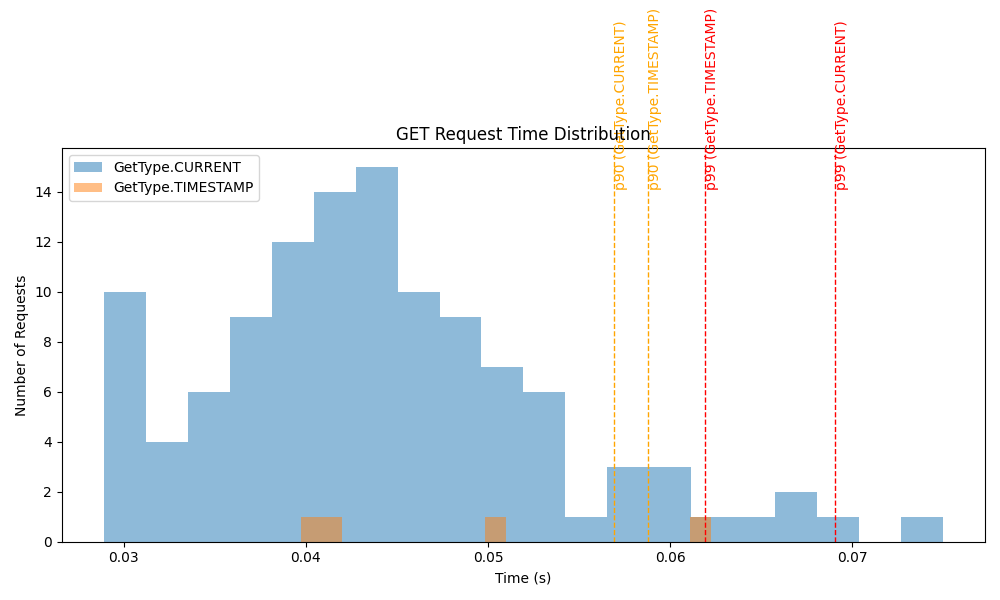 p90 (GetType.CURRENT)
p90 (GetType.TIMESTAMP)
p99 (GetType.TIMESTAMP)
p99 (GetType.CURRENT)
GET Request Time Distribution
GetType.CURRENT
GetType.TIMESTAMP
Number of Requests
14
12
10
8
6
4
2
0
0.03
0.04
0.05
0.06
0.07
Time (s)